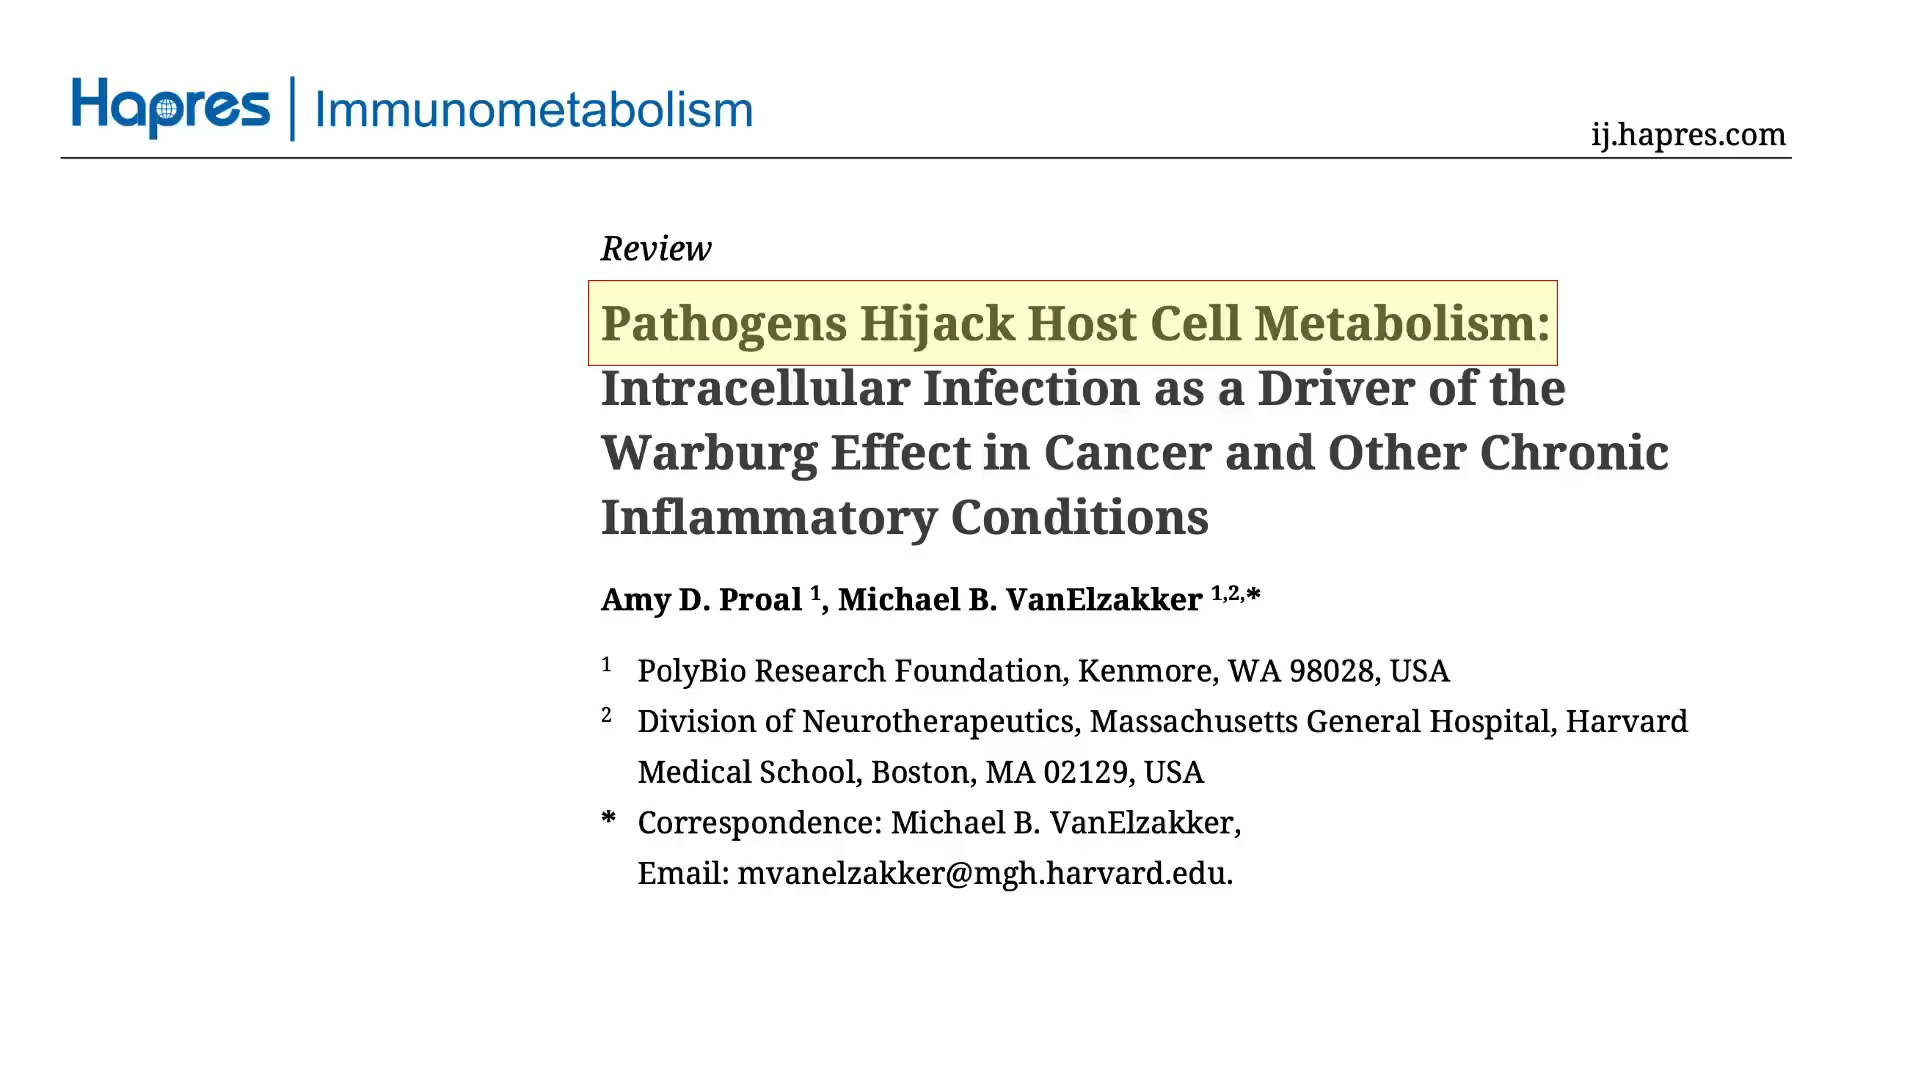 Hapres | Immunometabolism
ij.hapres.com
Review
Pathogens Hijack Host Cell Metabolism:
Intracellular Infection as a Driver of the
Warburg Effect in Cancer and Other Chronic
Inflammatory Conditions
Amy D. Proal 1, Michael B. VanElzakker 1,2,*
1 PolyBio Research Foundation, Kenmore, WA 98028, USA
2 Division of Neurotherapeutics, Massachusetts General Hospital, Harvard
Medical School, Boston, MA 02129, USA
* Correspondence: Michael B. VanElzakker,
Email: mvanelzakker@mgh.harvard.edu.